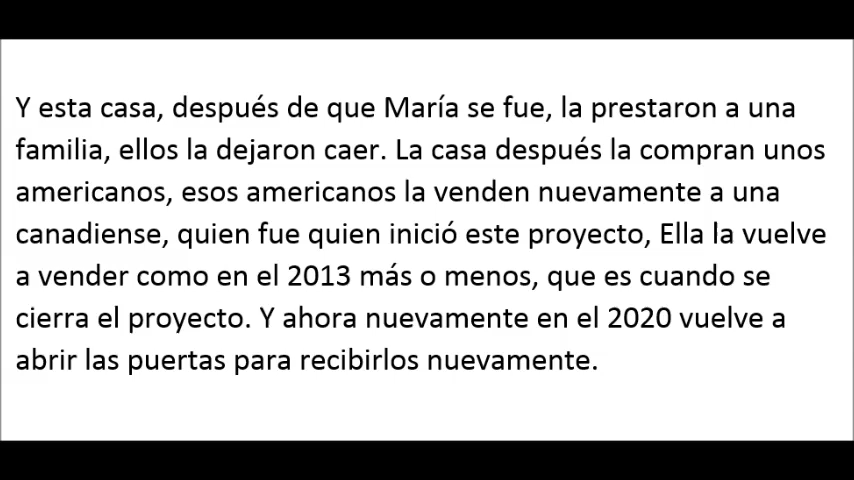 Y esta casa, después de que María se fue, la prestaron a una
familia, ellos la dejaron caer. La casa después la compran unos
americanos, esos americanos la venden nuevamente a una
canadiense, quien fue quien inició este proyecto, Ella la vuelve
a vender como en el 2013 más o menos, que es cuando se
cierra el proyecto. Y ahora nuevamente en el 2020 vuelve a
abrir las puertas para recibirlos nuevamente.